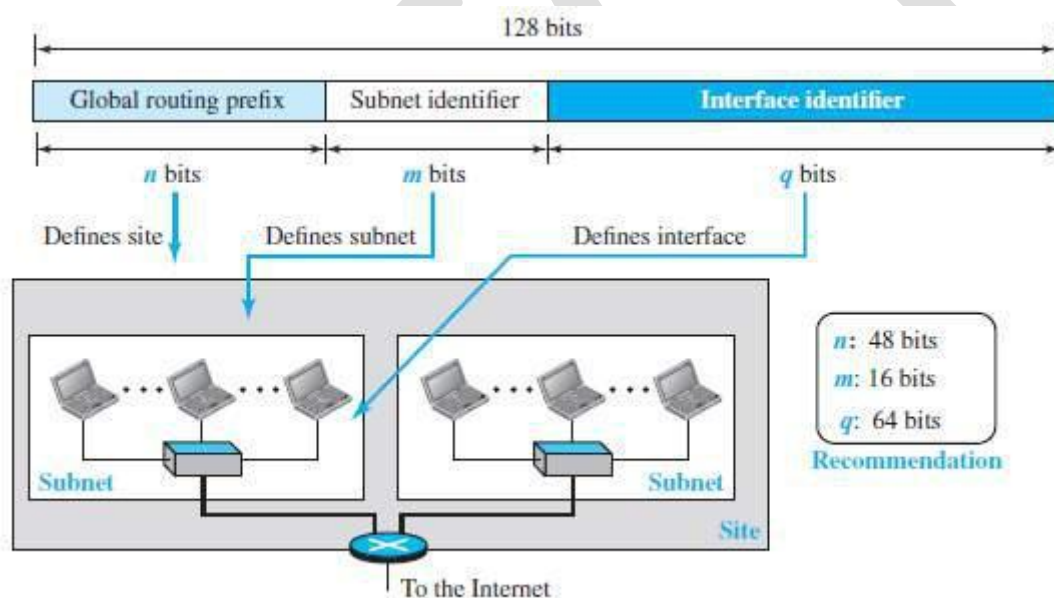 128 bits
Global routing prefix Subnet identifier Interface identifier
n bits m bits q bits
Defines site Defines subnet Defines interface
n: 48 bits
m: 16 bits
q: 64 bits
Recommendation
Subnet Subnet
Site
To the Internet